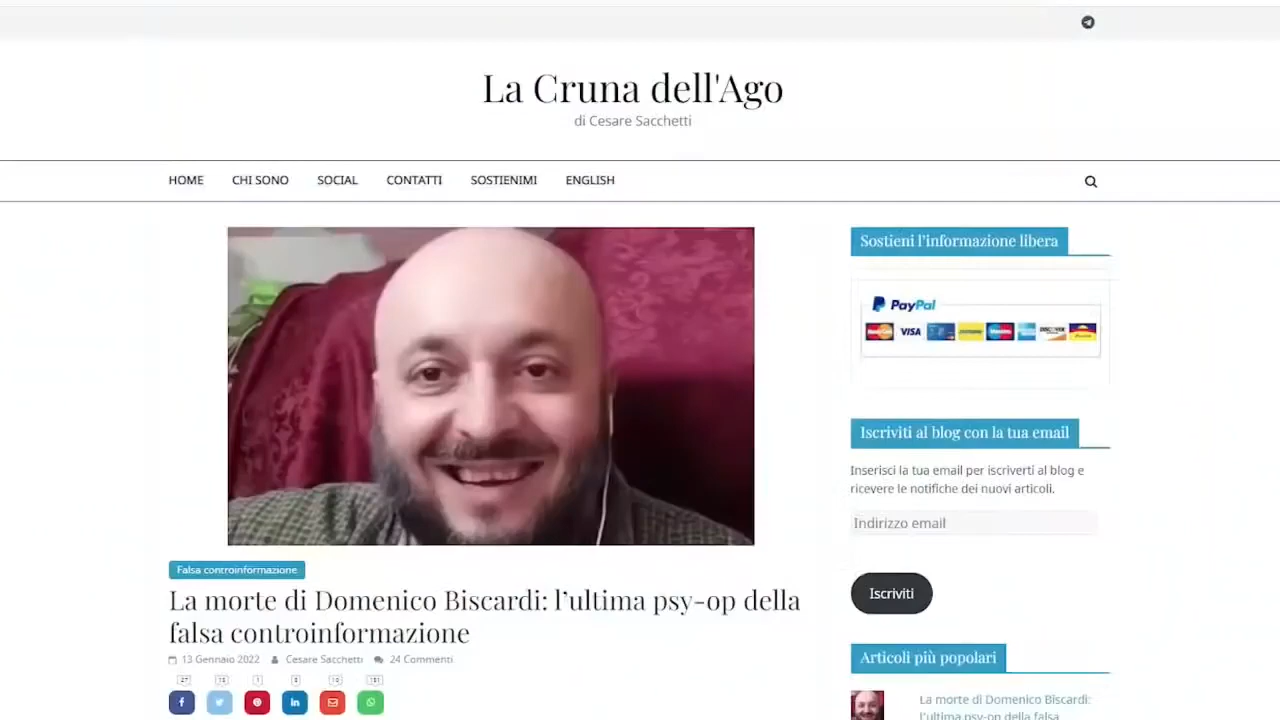 La Cruna dell'Ago
di Cesare Sacchetti
HOME CHI SONO SOCIAL CONTATTI SOSTIENIMI ENGLISH
Sostieni l'informazione libera
PayPal
VISA
Iscriviti al blog con la tua email
Inserisci la tua email per iscriverti al blog e
ricevere le notifiche dei nuovi articoli.
Indirizzo email
Iscriviti
Falsa controinformazione
La morte di Domenico Biscardi: l'ultima psy-op della
falsa controinformazione
13 Gennaio 2022 Cesare Sacchetti 24 Commenti
Articoli più popolari
La morte di Domenico Biscardi:
l'ultima psy-op della falsa